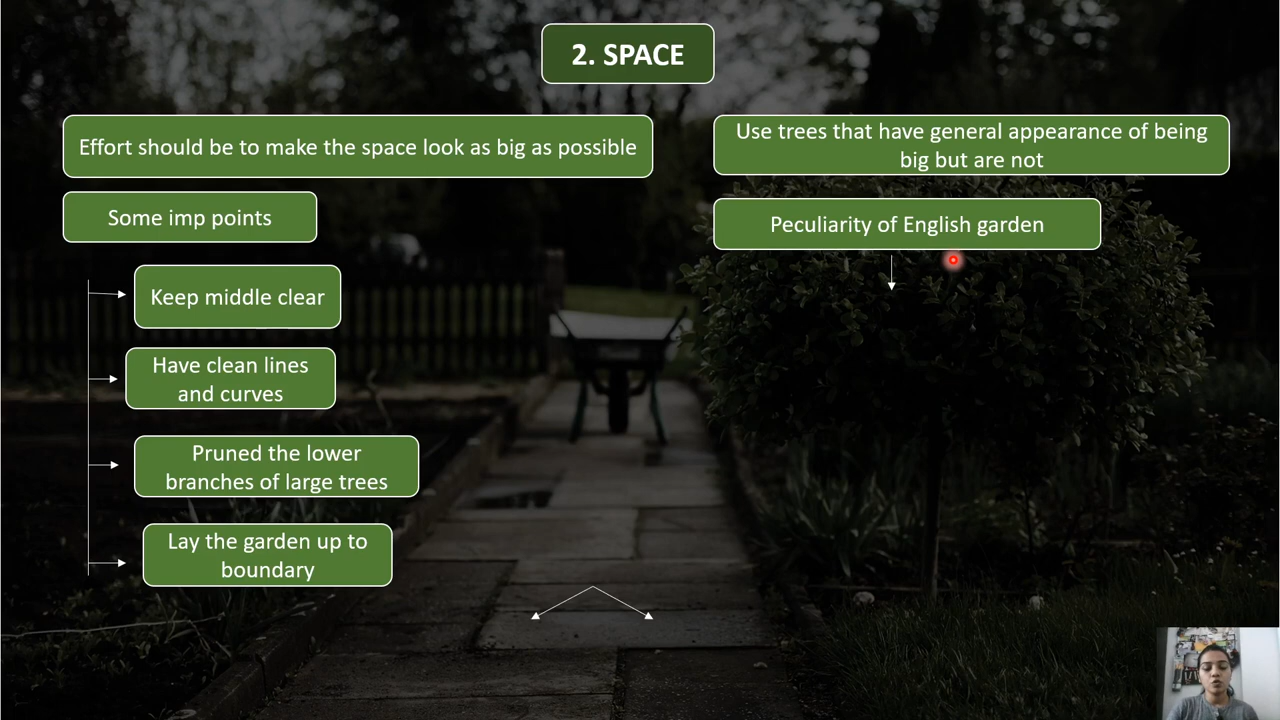 2. SPACE
Effort should be to make the space look as big as possible
Some imp points
Keep middle clear
Have clean lines
and curves
Pruned the lower
branches of large trees
Lay the garden up to
boundary
Use trees that have general appearance of being
big but are not
Peculiarity of English garden